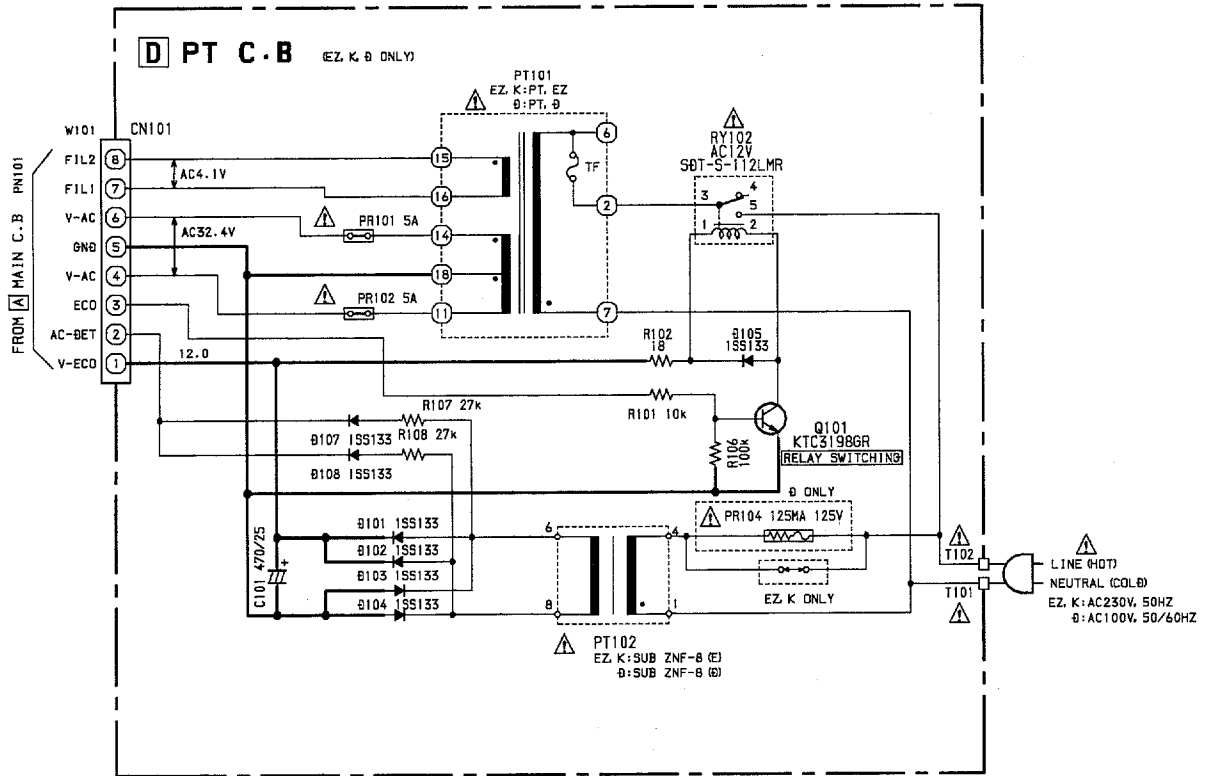 D PT C.B (EZ, K, D ONLY)
FROM A MAIN C.B PN101
W101
CN101
FIL2 8
FIL1 7
V-AC 6
GND 5
V-AC 4
ECO 3
AC-DET 2
V-ECO 1
AC4.1V
AC32.4V
12.0
PR101 5A
PR102 5A
PT101
EZ, K:PT, EZ
D:PT, D
15
16
14
18
11
6
TF
2
7
RY102
AC12V
SDT-S-112LMR
3
4
5
1
2
R102
18
D105
1SS133
R101 10k
R106
100k
Q101
KTC3198GR
RELAY SWITCHING
R107 27k
D107 1SS133
R108 27k
D108 1SS133
D101 1SS133
D102 1SS133
D103 1SS133
D104 1SS133
C101 470/25
+
6
8
4
1
PT102
EZ, K:SUB ZNF-8 (E)
D:SUB ZNF-8 (D)
D ONLY
PR104 125MA 125V
EZ, K ONLY
T102
T101
LINE (HOT)
NEUTRAL (COLD)
EZ, K:AC230V, 50HZ
D:AC100V, 50/60HZ